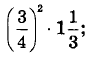 (3/4)² · 1 1/3;